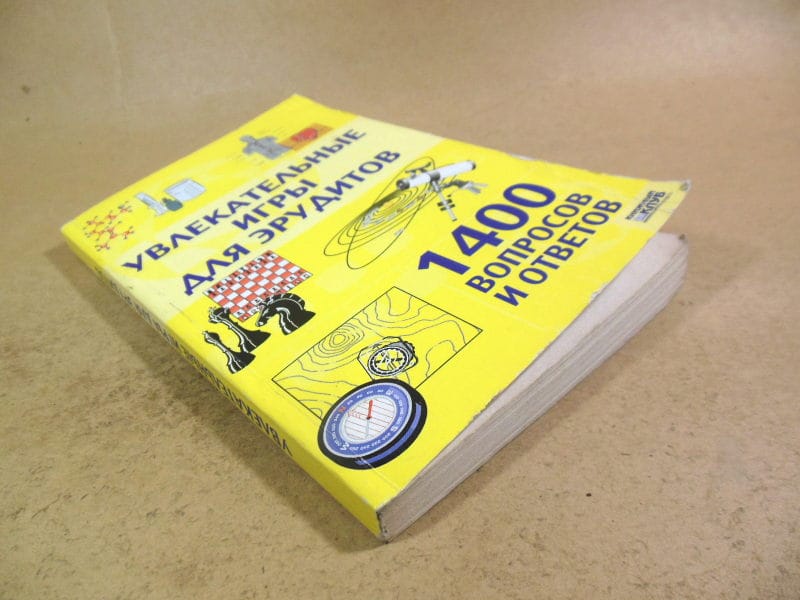 УВЛЕКАТЕЛЬНЫЕ
ИГРЫ
ДЛЯ ЭРУДИТОВ
1400
ВОПРОСОВ
И ОТВЕТОВ